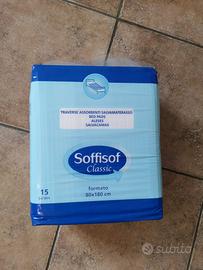 TRAVERSE ASSORBENTI SALVAMATERASSO
BED PADS
ALESES
SALVACAMAS
Soffisof
Classic
15
formato
80x180 cm
subito